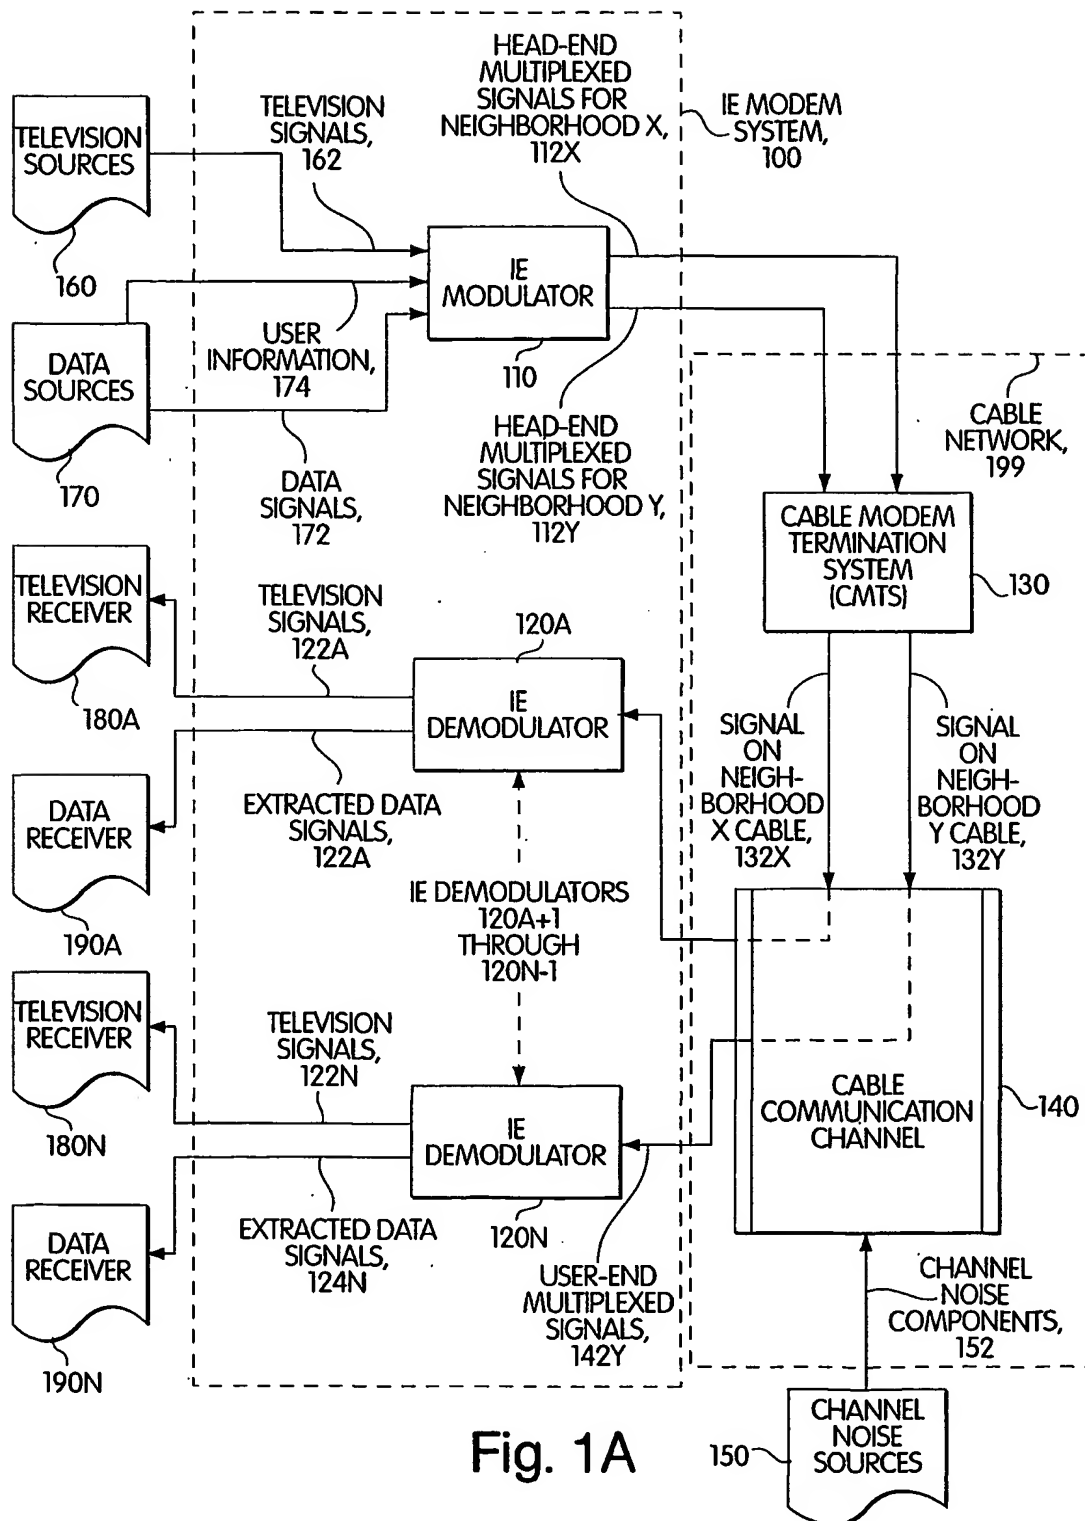 HEAD-END
MULTIPLEXED
SIGNALS FOR
NEIGHBORHOOD X,
112X
IE MODEM
SYSTEM,
100
TELEVISION
SIGNALS,
162
TELEVISION
SOURCES
160
IE
MODULATOR
110
USER
INFORMATION,
174
DATA
SOURCES
170
DATA
SIGNALS,
172
HEAD-END
MULTIPLEXED
SIGNALS FOR
NEIGHBORHOOD Y,
112Y
CABLE
NETWORK,
199
CABLE MODEM
TERMINATION
SYSTEM
(CMTS)
130
TELEVISION
RECEIVER
180A
TELEVISION
SIGNALS,
122A
120A
IE
DEMODULATOR
SIGNAL
ON
NEIGH-
BORHOOD
X CABLE,
132X
SIGNAL
ON
NEIGH-
BORHOOD
Y CABLE,
132Y
DATA
RECEIVER
190A
EXTRACTED DATA
SIGNALS,
122A
IE DEMODULATORS
120A+1
THROUGH
120N-1
TELEVISION
RECEIVER
180N
TELEVISION
SIGNALS,
122N
IE
DEMODULATOR
120N
CABLE
COMMUNICATION
CHANNEL
140
DATA
RECEIVER
190N
EXTRACTED DATA
SIGNALS,
124N
USER-END
MULTIPLEXED
SIGNALS,
142Y
CHANNEL
NOISE
COMPONENTS,
152
CHANNEL
NOISE
SOURCES
150
Fig. 1A